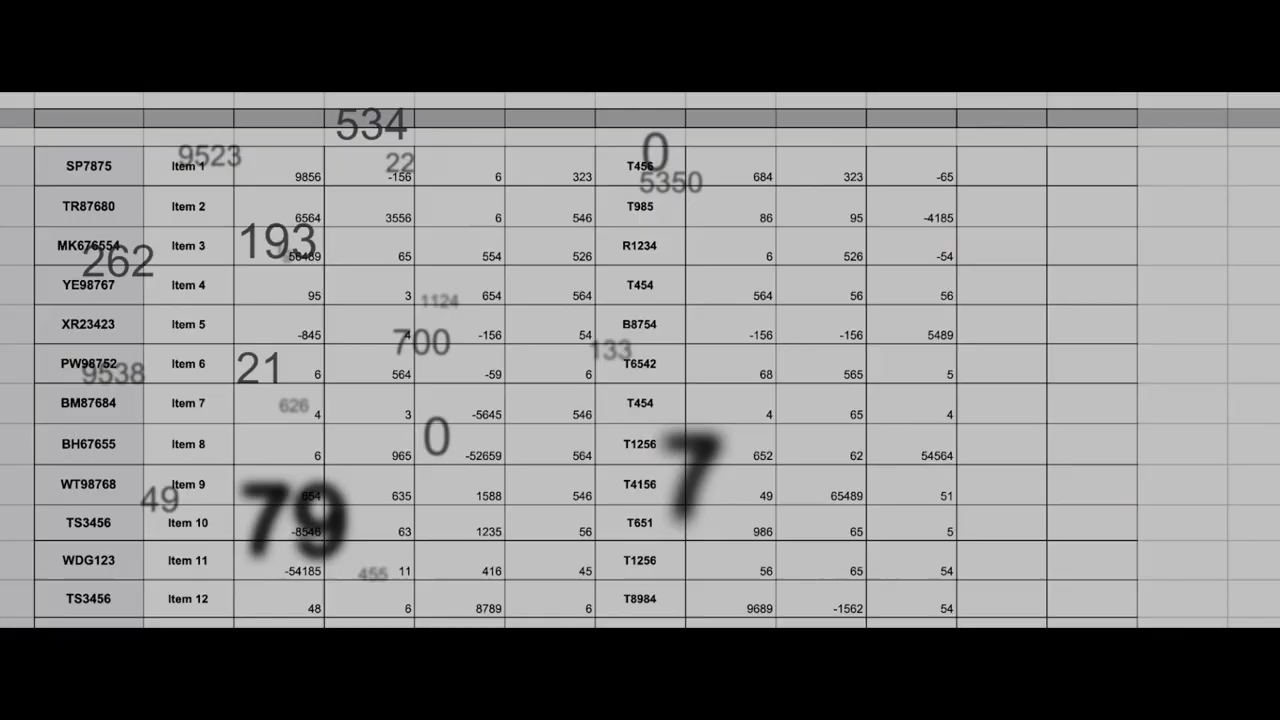 534
9523 22 0
SP7875 Item 1 9856 -156 6 323 T456 684 323 -65
5350
TR87680 Item 2 6564 3556 6 546 T985 86 95 -4185
193
MK676554 Item 3 56489 65 554 526 R1234 6 526 -54
262
YE98767 Item 4 95 3 654 564 T454 564 56 56
1124
XR23423 Item 5 -845 4 -156 54 B8754 -156 -156 5489
700 133
PW98752 Item 6 6 564 -59 6 T6542 68 565 5
9538 21
BM87684 Item 7 4 3 -5645 546 T454 4 65 4
626
BH67655 Item 8 6 965 -52659 564 T1256 652 62 54564
0 7
WT98768 Item 9 654 635 1588 546 T4156 49 65489 51
49 79
TS3456 Item 10 -8546 63 1235 56 T651 986 65 5
WDG123 Item 11 -54185 11 416 45 T1256 56 65 54
455
TS3456 Item 12 48 6 8789 6 T8984 9689 -1562 54